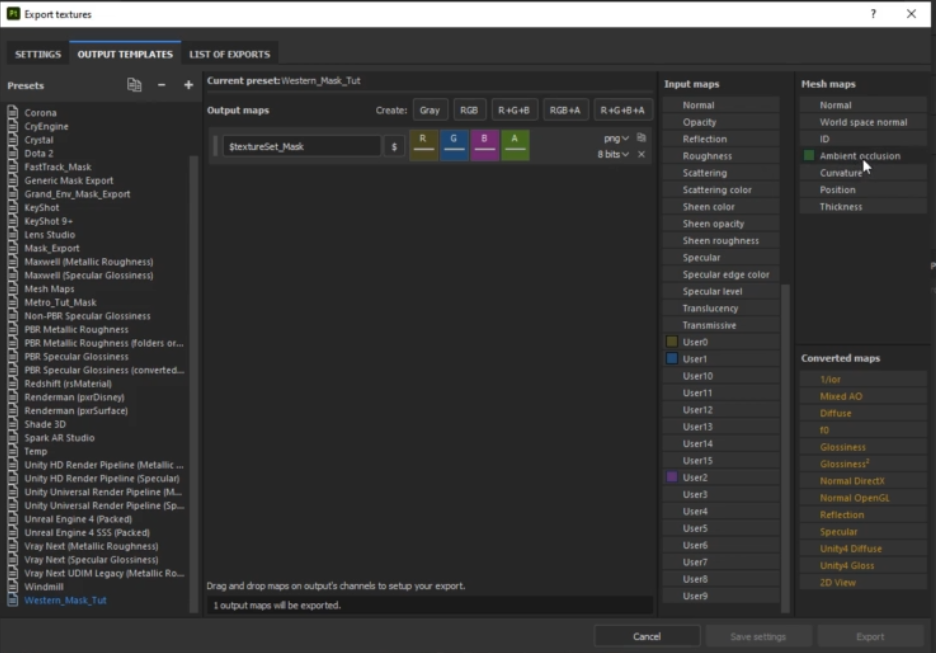 Pt Export textures
? ×
SETTINGS OUTPUT TEMPLATES LIST OF EXPORTS
Presets
Corona
CryEngine
Crystal
Dota 2
FastTrack_Mask
Generic Mask Export
Grand_Env_Mask_Export
KeyShot
KeyShot 9+
Lens Studio
Mask_Export
Maxwell (Metallic Roughness)
Maxwell (Specular Glossiness)
Mesh Maps
Metro_Tut_Mask
Non-PBR Specular Glossiness
PBR Metallic Roughness
PBR Metallic Roughness (folders or...
PBR Specular Glossiness
PBR Specular Glossiness (converted...
Redshift (rsMaterial)
Renderman (pxrDisney)
Renderman (pxrSurface)
Shade 3D
Spark AR Studio
Temp
Unity HD Render Pipeline (Metallic ...
Unity HD Render Pipeline (Specular)
Unity Universal Render Pipeline (M...
Unity Universal Render Pipeline (Sp...
Unreal Engine 4 (Packed)
Unreal Engine 4 SSS (Packed)
Vray Next (Metallic Roughness)
Vray Next (Specular Glossiness)
Vray Next UDIM Legacy (Metallic Ro...
Windmill
Western_Mask_Tut
Current preset: Western_Mask_Tut
Output maps Create: Gray RGB R+G+B RGB+A R+G+B+A
$textureSet_Mask $ R G B A png
8 bits
Drag and drop maps on output's channels to setup your export.
1 output maps will be exported.
Input maps
Normal
Opacity
Reflection
Roughness
Scattering
Scattering color
Sheen color
Sheen opacity
Sheen roughness
Specular
Specular edge color
Specular level
Translucency
Transmissive
User0
User1
User10
User11
User12
User13
User14
User15
User2
User3
User4
User5
User6
User7
User8
User9
Mesh maps
Normal
World space normal
ID
Ambient occlusion
Curvature
Position
Thickness
Converted maps
1/ior
Mixed AO
Diffuse
f0
Glossiness
Glossiness²
Normal DirectX
Normal OpenGL
Reflection
Specular
Unity4 Diffuse
Unity4 Gloss
2D View
Cancel Save settings Export